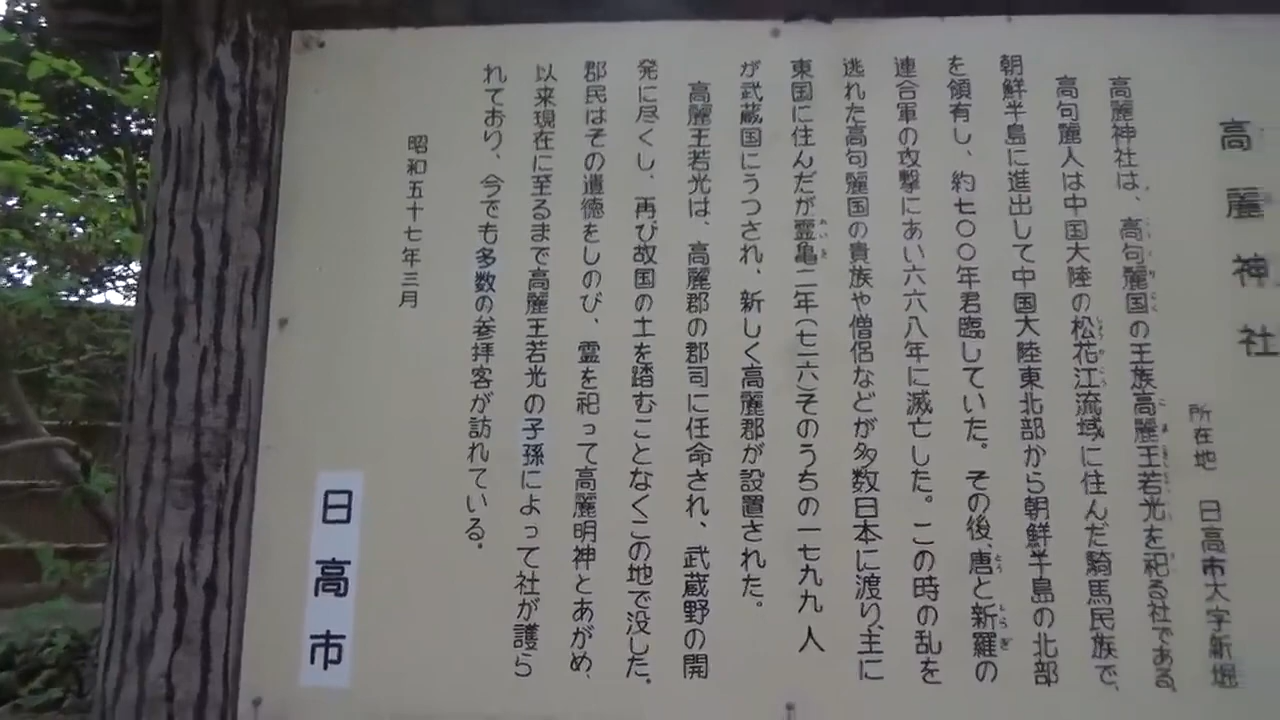 高麗神社
所在地 日高市大字新堀
高麗神社は、高句麗国の王族高麗王若光を祀る社である。
高句麗人は中国大陸の松花江流域に住んだ騎馬民族で、
朝鮮半島に進出して中国大陸東北部から朝鮮半島の北部
を領有し、約七〇〇年君臨していた。その後、唐と新羅の
連合軍の攻撃にあい六六八年に滅亡した。この時の乱を
逃れた高句麗国の貴族や僧侶などが多数日本に渡り、主に
東国に住んだが霊亀二年(七一六)そのうちの一七九九人
が武蔵国にうつされ、新しく高麗郡が設置された。
高麗王若光は、高麗郡の郡司に任命され、武蔵野の開
発に尽くし、再び故国の土を踏むことなくこの地で没した。
郡民はその遺徳をしのび、霊を祀って高麗明神とあがめ、
以来現在に至るまで高麗王若光の子孫によって社が護ら
れており、今でも多数の参拝客が訪れている。
昭和五十七年三月
日高市